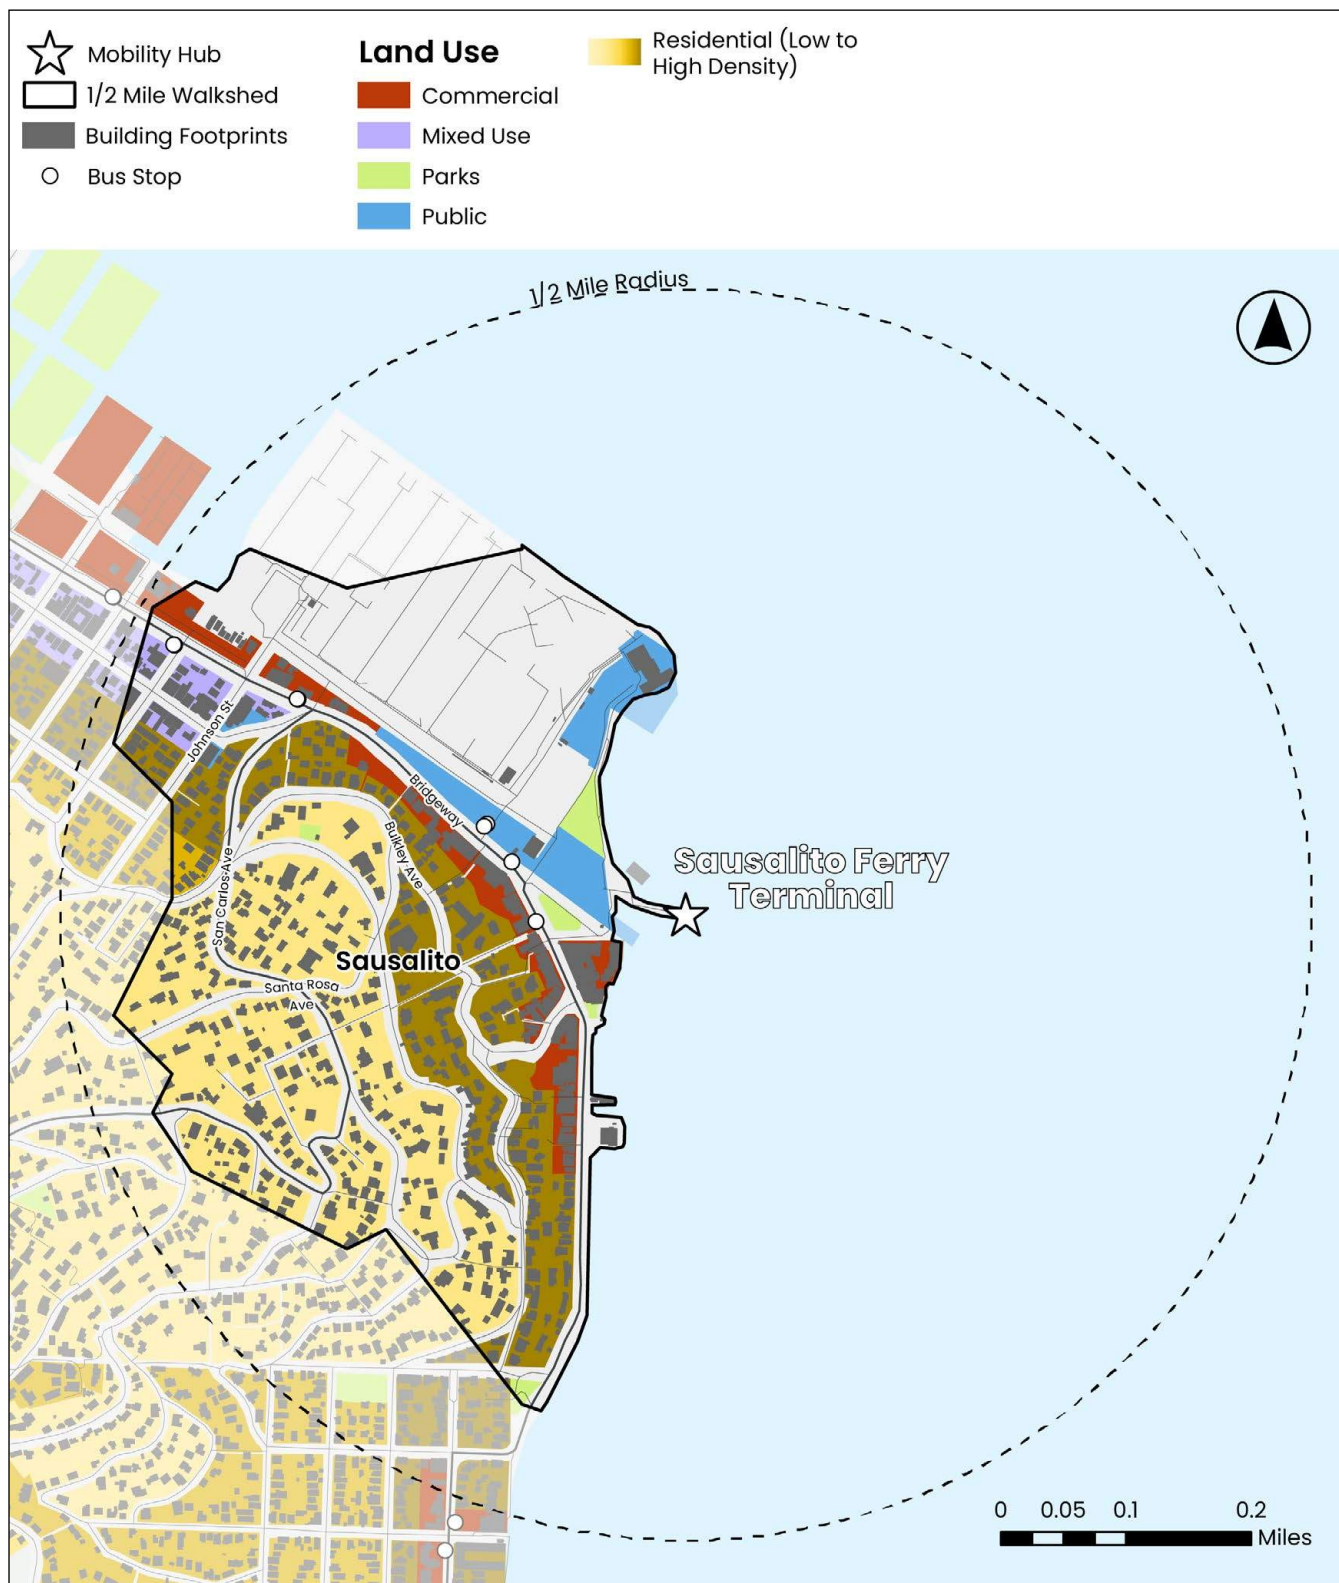 Mobility Hub
1/2 Mile Walkshed
Building Footprints
Bus Stop
Land Use
Commercial
Mixed Use
Parks
Public
Residential (Low to
High Density)
1/2 Mile Radius
Johnson St
Bridgeway
Bulkley Ave
San Carlos Ave
Sausalito Ferry
Terminal
Sausalito
Santa Rosa
Ave
0 0.05 0.1 0.2
Miles